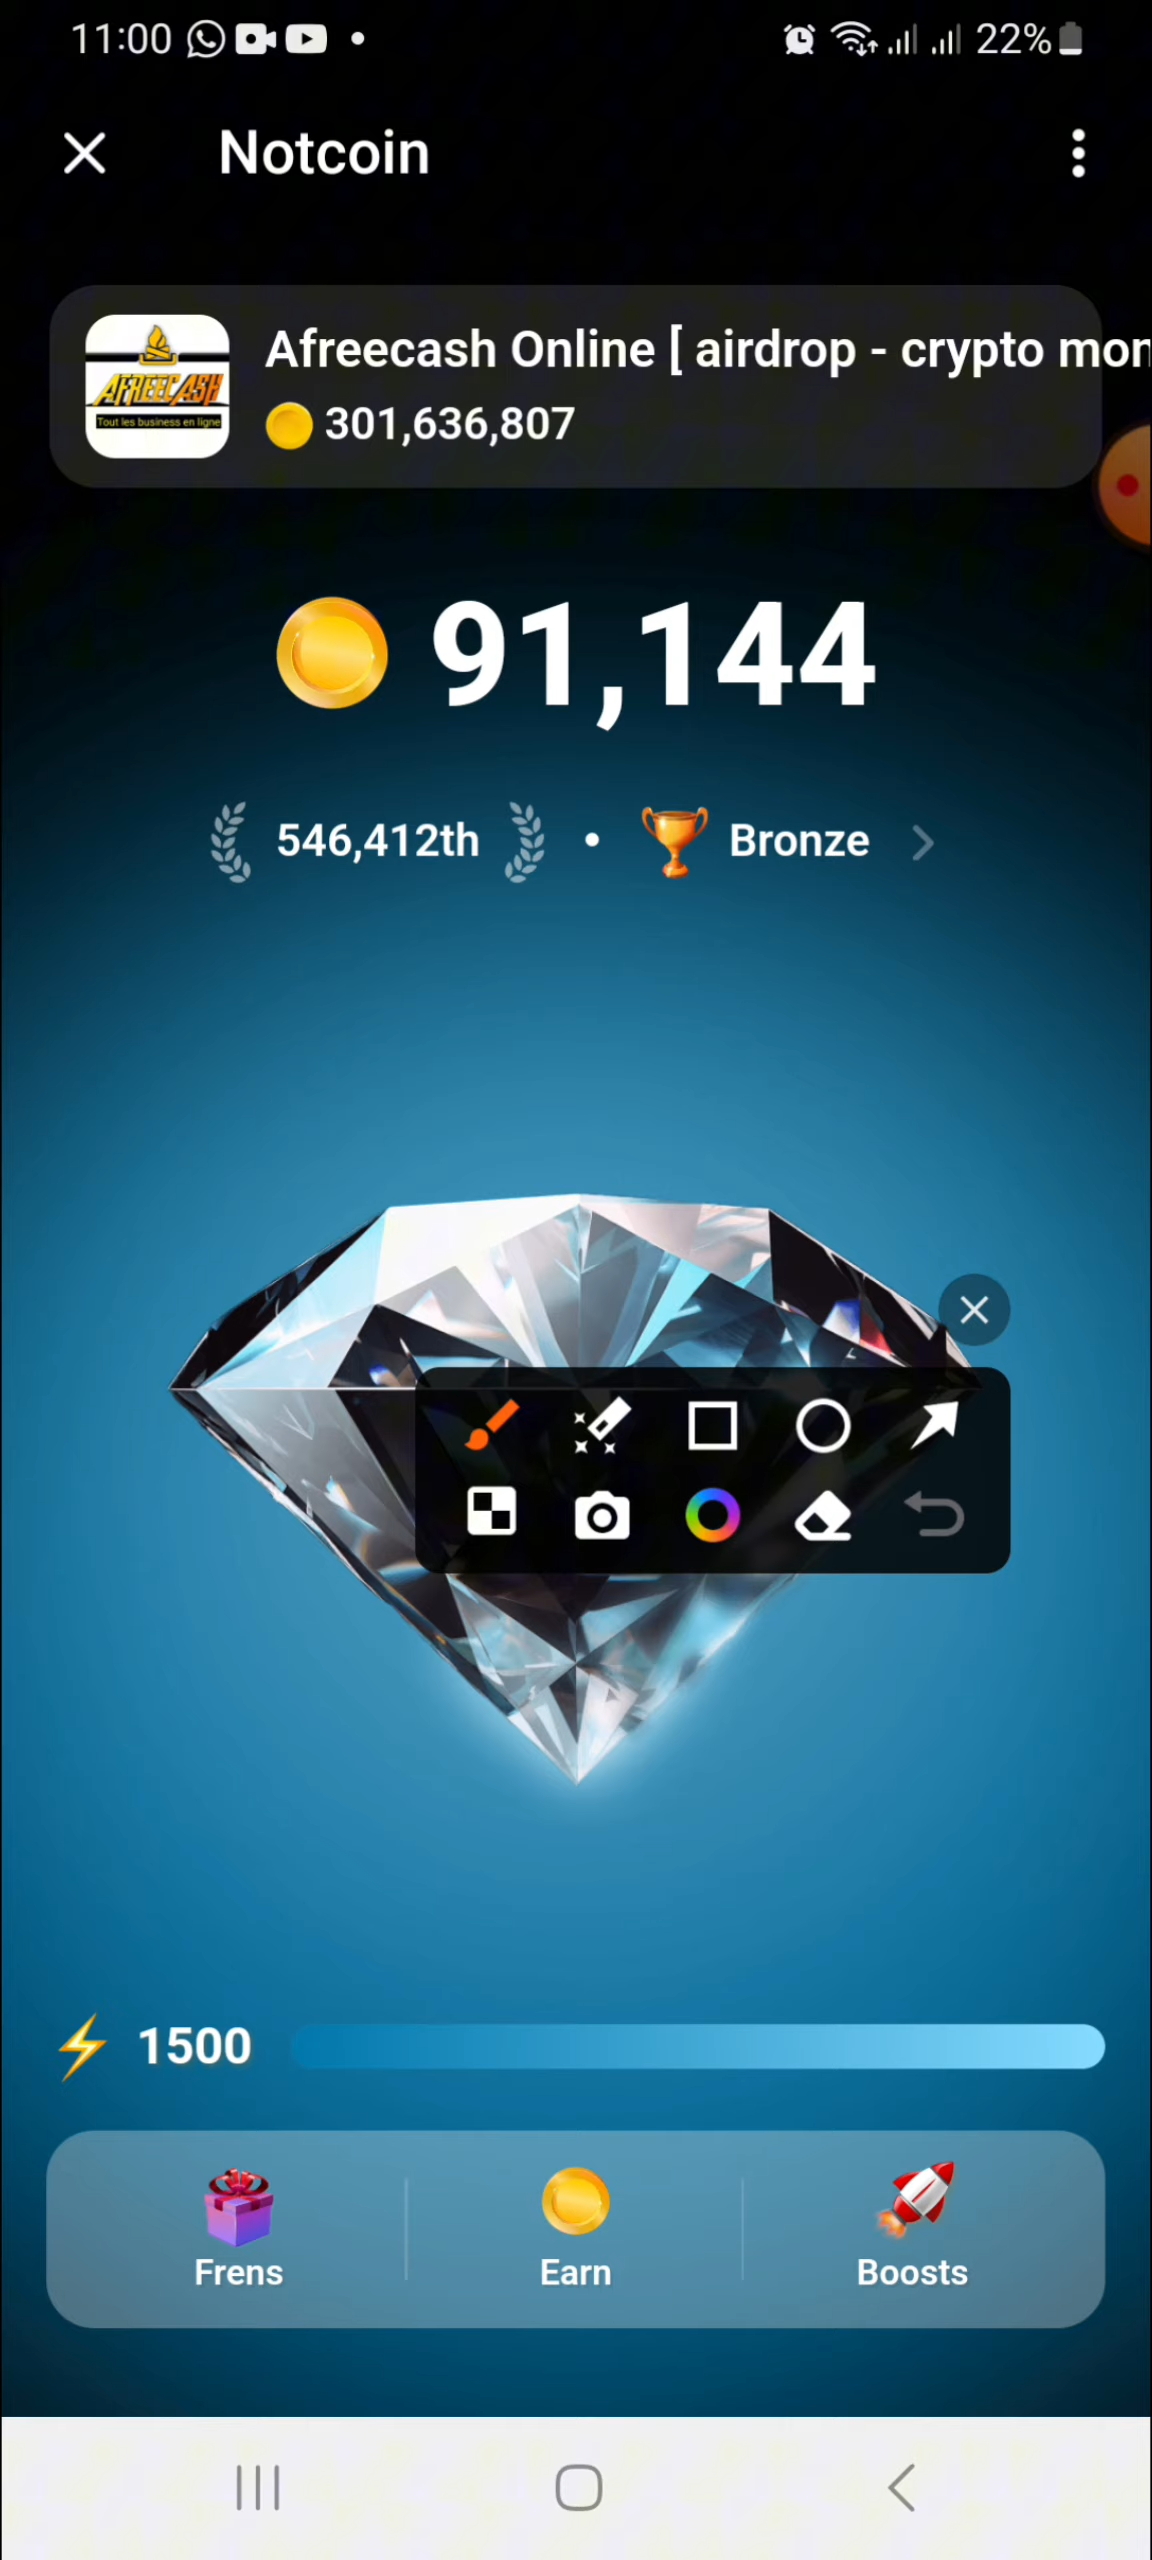 11:00
22%
Notcoin
Afreecash Online [ airdrop - crypto mon
AFREECASH
Tout les business en ligne
301,636,807
91,144
546,412th • Bronze
1500
Frens
Earn
Boosts